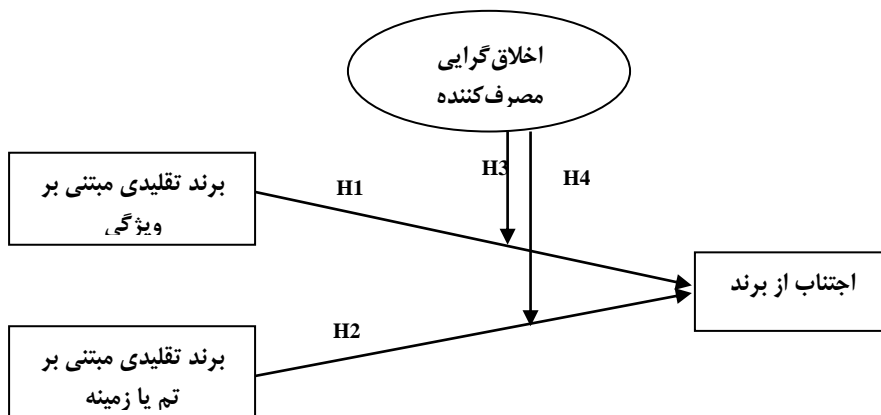 اخلاق‌گرایی
مصرف‌کننده
H3
H4
برند تقلیدی مبتنی بر
ویژگی
H1
اجتناب از برند
H2
برند تقلیدی مبتنی بر
تم یا زمینه